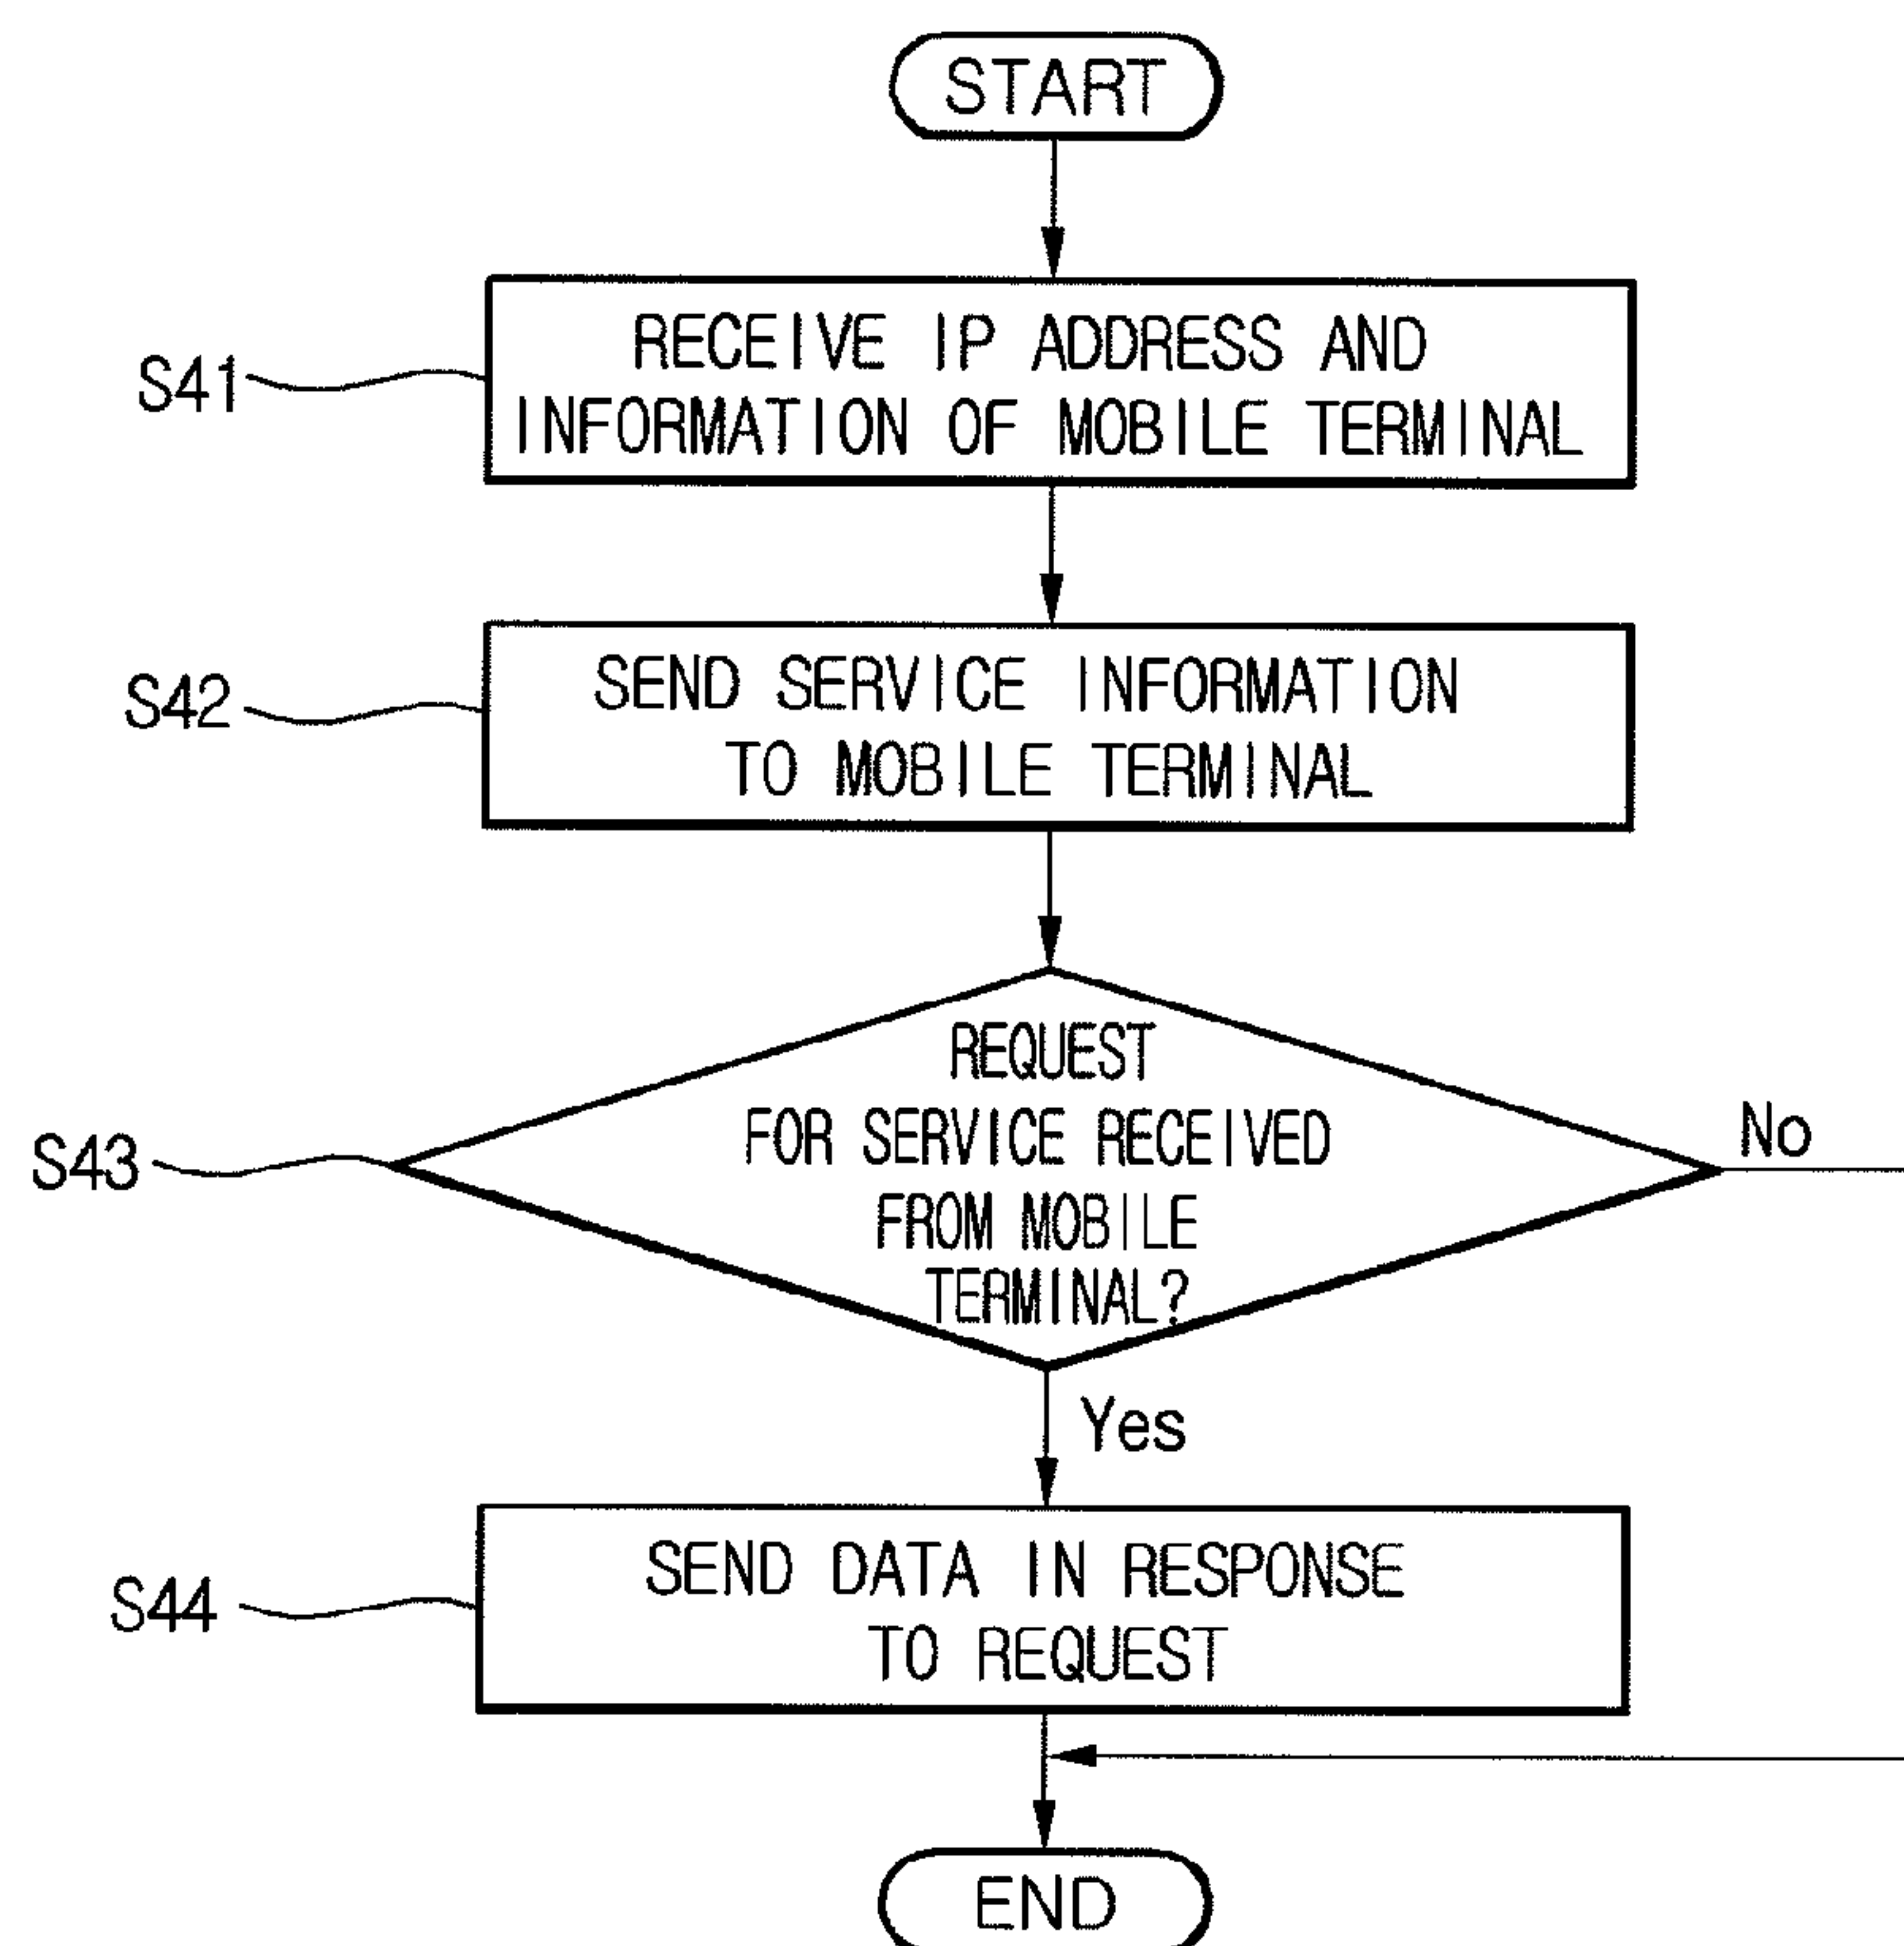 START
S41
RECEIVE IP ADDRESS AND
INFORMATION OF MOBILE TERMINAL
S42
SEND SERVICE INFORMATION
TO MOBILE TERMINAL
S43
REQUEST
FOR SERVICE RECEIVED
FROM MOBILE
TERMINAL?
No
Yes
S44
SEND DATA IN RESPONSE
TO REQUEST
END